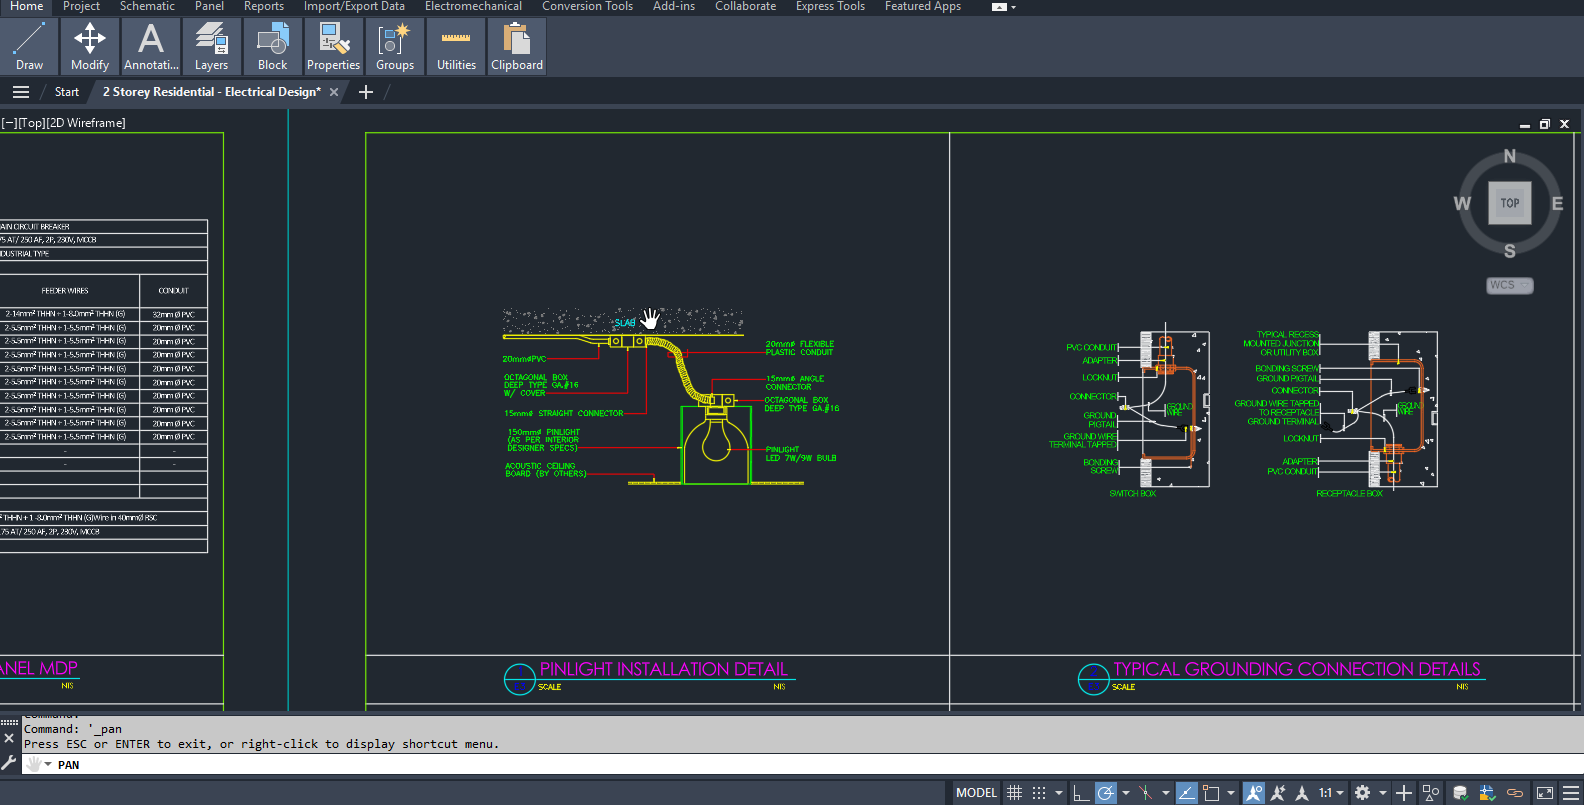 Home Project Schematic Panel Reports Import/Export Data Electromechanical Conversion Tools Add-ins Collaborate Express Tools Featured Apps
Draw Modify Annotati... Layers Block Properties Groups Utilities Clipboard
Start 2 Storey Residential - Electrical Design*
[−][Top][2D Wireframe]
N
W TOP E
S
WCS
AIN CIRCUIT BREAKER
75 AT/ 250 AF, 2P, 230V, MCCB
DUSTRIAL TYPE
FEEDER WIRES CONDUIT
2-14mm² THHN + 1-8.0mm² THHN (G) 32mm Ø PVC
2-5.5mm² THHN + 1-5.5mm² THHN (G) 20mm Ø PVC
2-5.5mm² THHN + 1-5.5mm² THHN (G) 20mm Ø PVC
2-5.5mm² THHN + 1-5.5mm² THHN (G) 20mm Ø PVC
2-5.5mm² THHN + 1-5.5mm² THHN (G) 20mm Ø PVC
2-5.5mm² THHN + 1-5.5mm² THHN (G) 20mm Ø PVC
2-5.5mm² THHN + 1-5.5mm² THHN (G) 20mm Ø PVC
2-5.5mm² THHN + 1-5.5mm² THHN (G) 20mm Ø PVC
2-5.5mm² THHN + 1-5.5mm² THHN (G) 20mm Ø PVC
2-5.5mm² THHN + 1-5.5mm² THHN (G) 20mm Ø PVC
- -
- -
² THHN + 1 -8.0mm² THHN (G)Wire in 40mmØ RSC
75 AT/ 250 AF, 2P, 230V, MCCB
ANEL MDP
NTS
SLAB
20mmøPVC
OCTAGONAL BOX
DEEP TYPE GA.#16
W/ COVER
15mmø STRAIGHT CONNECTOR
150mmø PINLIGHT
(AS PER INTERIOR
DESIGNER SPECS)
ACOUSTIC CEILING
BOARD (BY OTHERS)
20mmø FLEXIBLE
PLASTIC CONDUIT
15mmø ANGLE
CONNECTOR
OCTAGONAL BOX
DEEP TYPE GA.#16
PINLIGHT
LED 7W/9W BULB
PINLIGHT INSTALLATION DETAIL
SCALE NTS
PVC CONDUIT
ADAPTER
LOCKNUT
CONNECTOR
GROUND
PIGTAIL
GROUND WIRE
TERMINAL TAPPED
BONDING
SCREW
GROUND
WIRE
SWITCH BOX
TYPICAL RECESS
MOUNTED JUNCTION
OR UTILITY BOX
BONDING SCREW
GROUND PIGTAIL
CONNECTOR
GROUND WIRE TAPPED
TO RECEPTACLE
GROUND TERMINAL
LOCKNUT
ADAPTER
PVC CONDUIT
GROUND
WIRE
RECEPTACLE BOX
TYPICAL GROUNDING CONNECTION DETAILS
SCALE NTS
Command:
Command: '_pan
Press ESC or ENTER to exit, or right-click to display shortcut menu.
PAN
MODEL 1:1